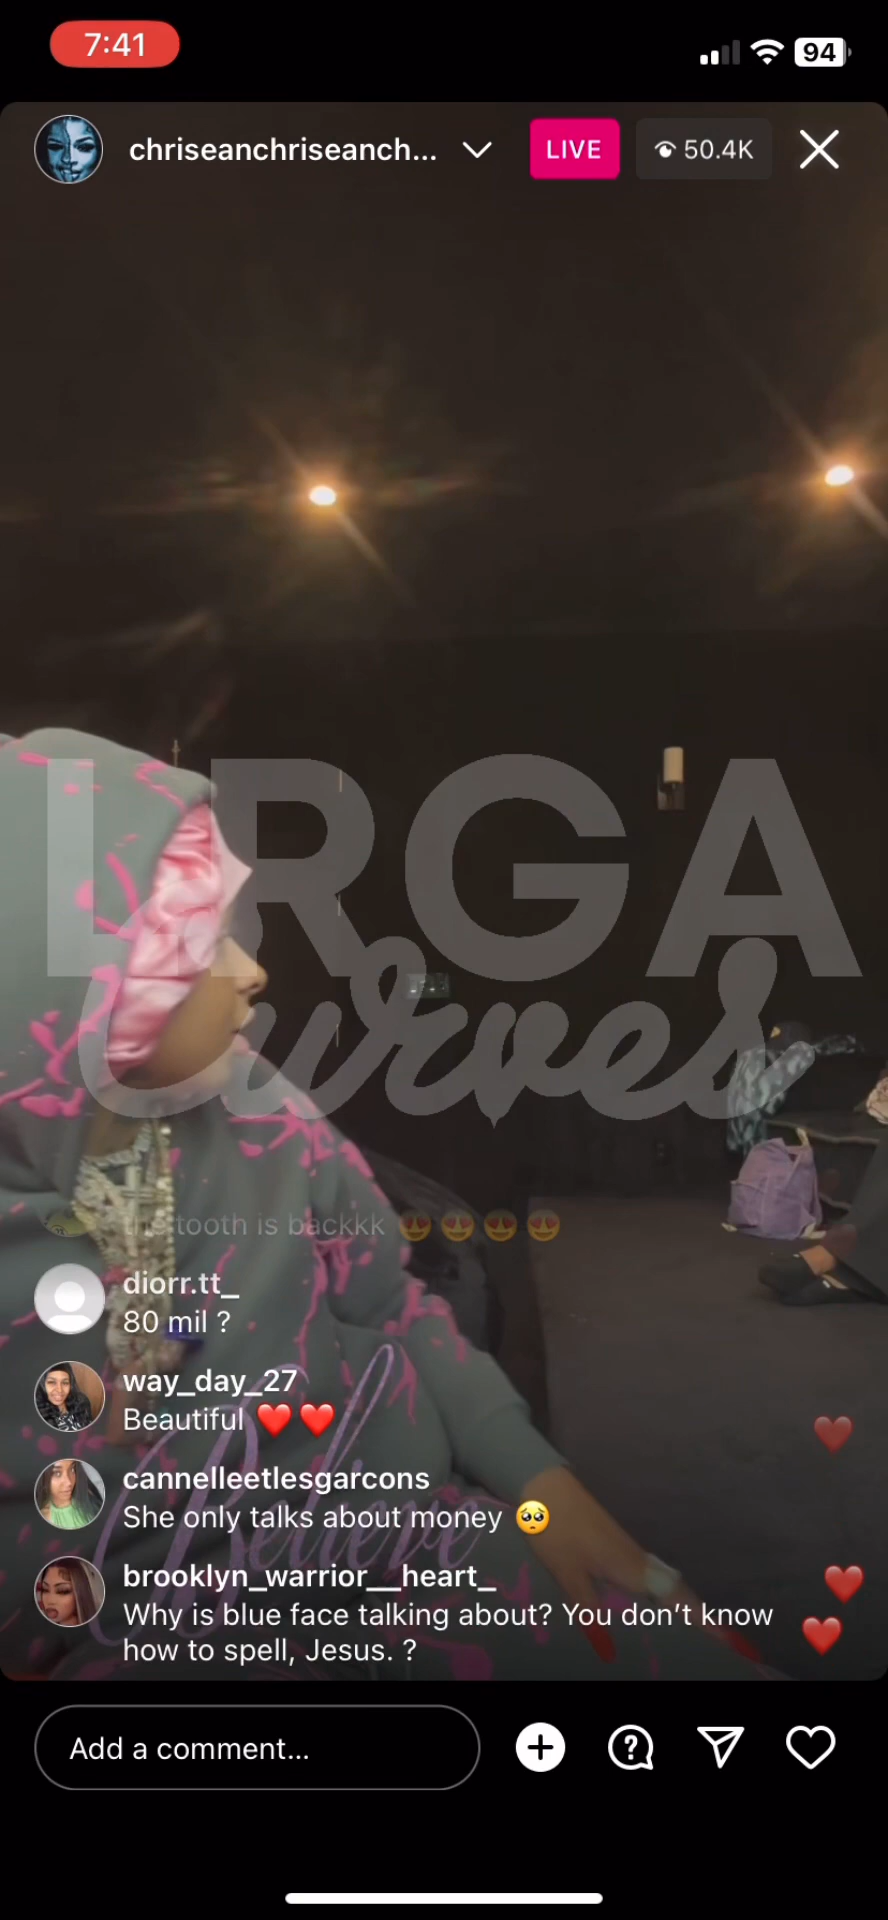 7:41
94
chriseanchriseanch...
LIVE
50.4K
LRGA
Curves
the tooth is backkk 😍😍😍😍
diorr.tt_
80 mil ?
way_day_27
Beautiful ❤️❤️
cannelleetlesgarcons
She only talks about money 🥺
Believe
brooklyn_warrior__heart_
Why is blue face talking about? You don’t know
how to spell, Jesus. ?
Add a comment...